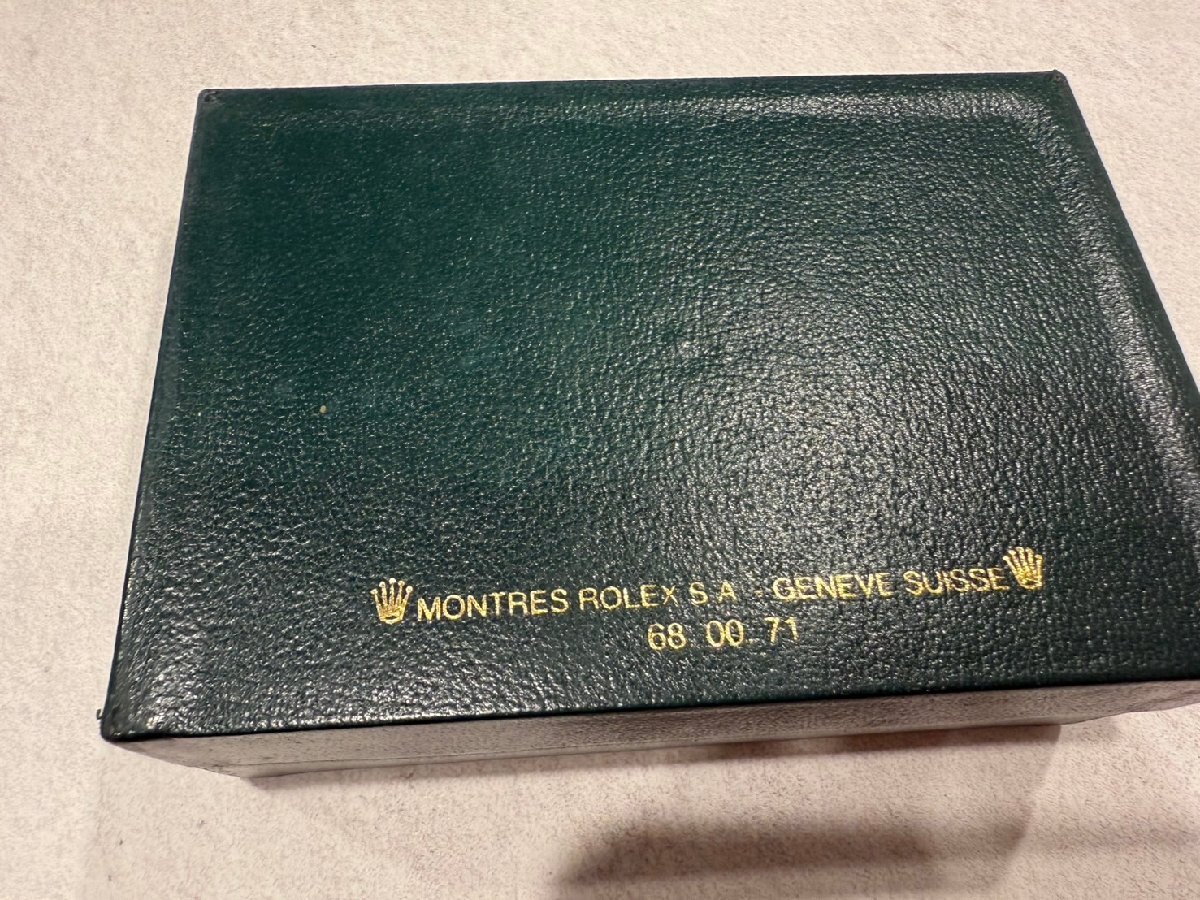 MONTRES ROLEX S.A - GENEVE SUISSE
68.00.71